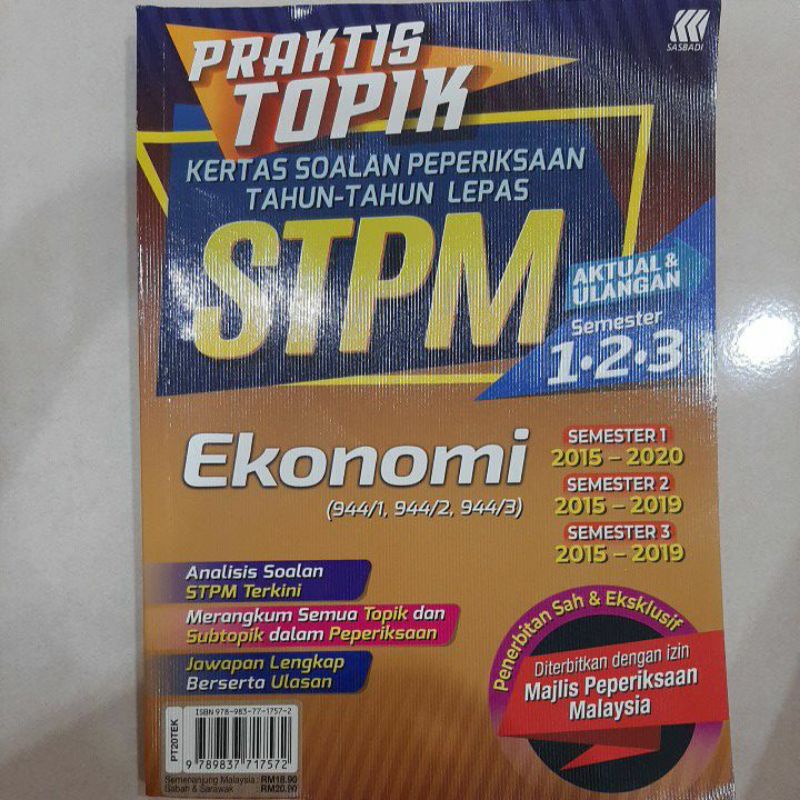 PRAKTIS
TOPIK
SASBADI
KERTAS SOALAN PEPERIKSAAN
TAHUN-TAHUN LEPAS
STPM
AKTUAL &
ULANGAN
Semester
1•2•3
Ekonomi
(944/1, 944/2, 944/3)
SEMESTER 1
2015 – 2020
SEMESTER 2
2015 – 2019
SEMESTER 3
2015 – 2019
Analisis Soalan
STPM Terkini
Merangkum Semua Topik dan
Subtopik dalam Peperiksaan
Jawapan Lengkap
Berserta Ulasan
Penerbitan Sah & Eksklusif
Diterbitkan dengan izin
Majlis Peperiksaan
Malaysia
PT20TEK
ISBN 978-983-77-1757-2
9 789837 717572
Semenanjung Malaysia : RM18.90
Sabah & Sarawak : RM20.90